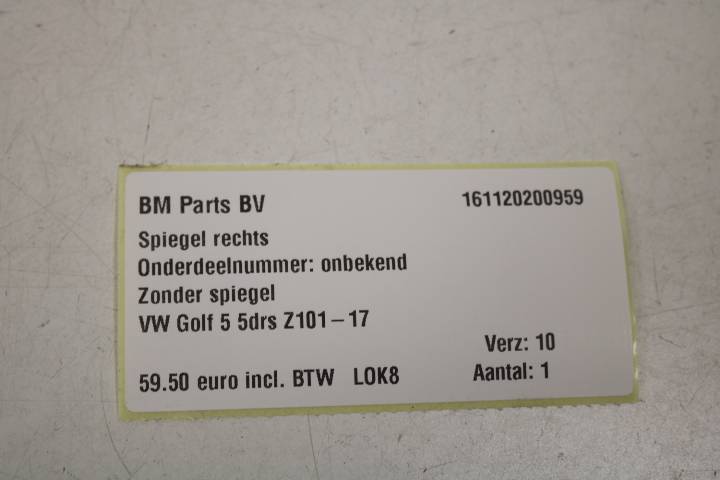 BM Parts BV 161120200959
Spiegel rechts
Onderdeelnummer: onbekend
Zonder spiegel
VW Golf 5 5drs Z101-17
Verz: 10
59.50 euro incl. BTW LOK8 Aantal: 1